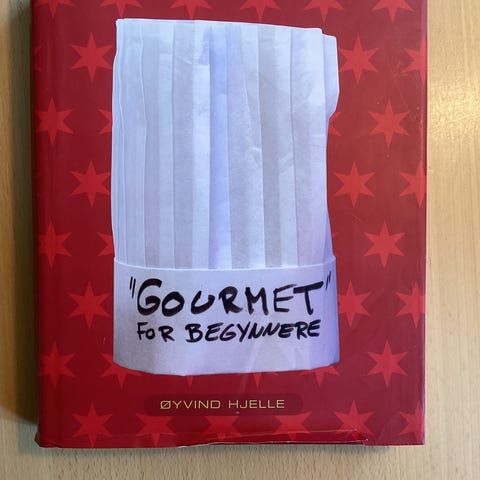 "GOURMET"
FOR BEGYNNERE
ØYVIND HJELLE